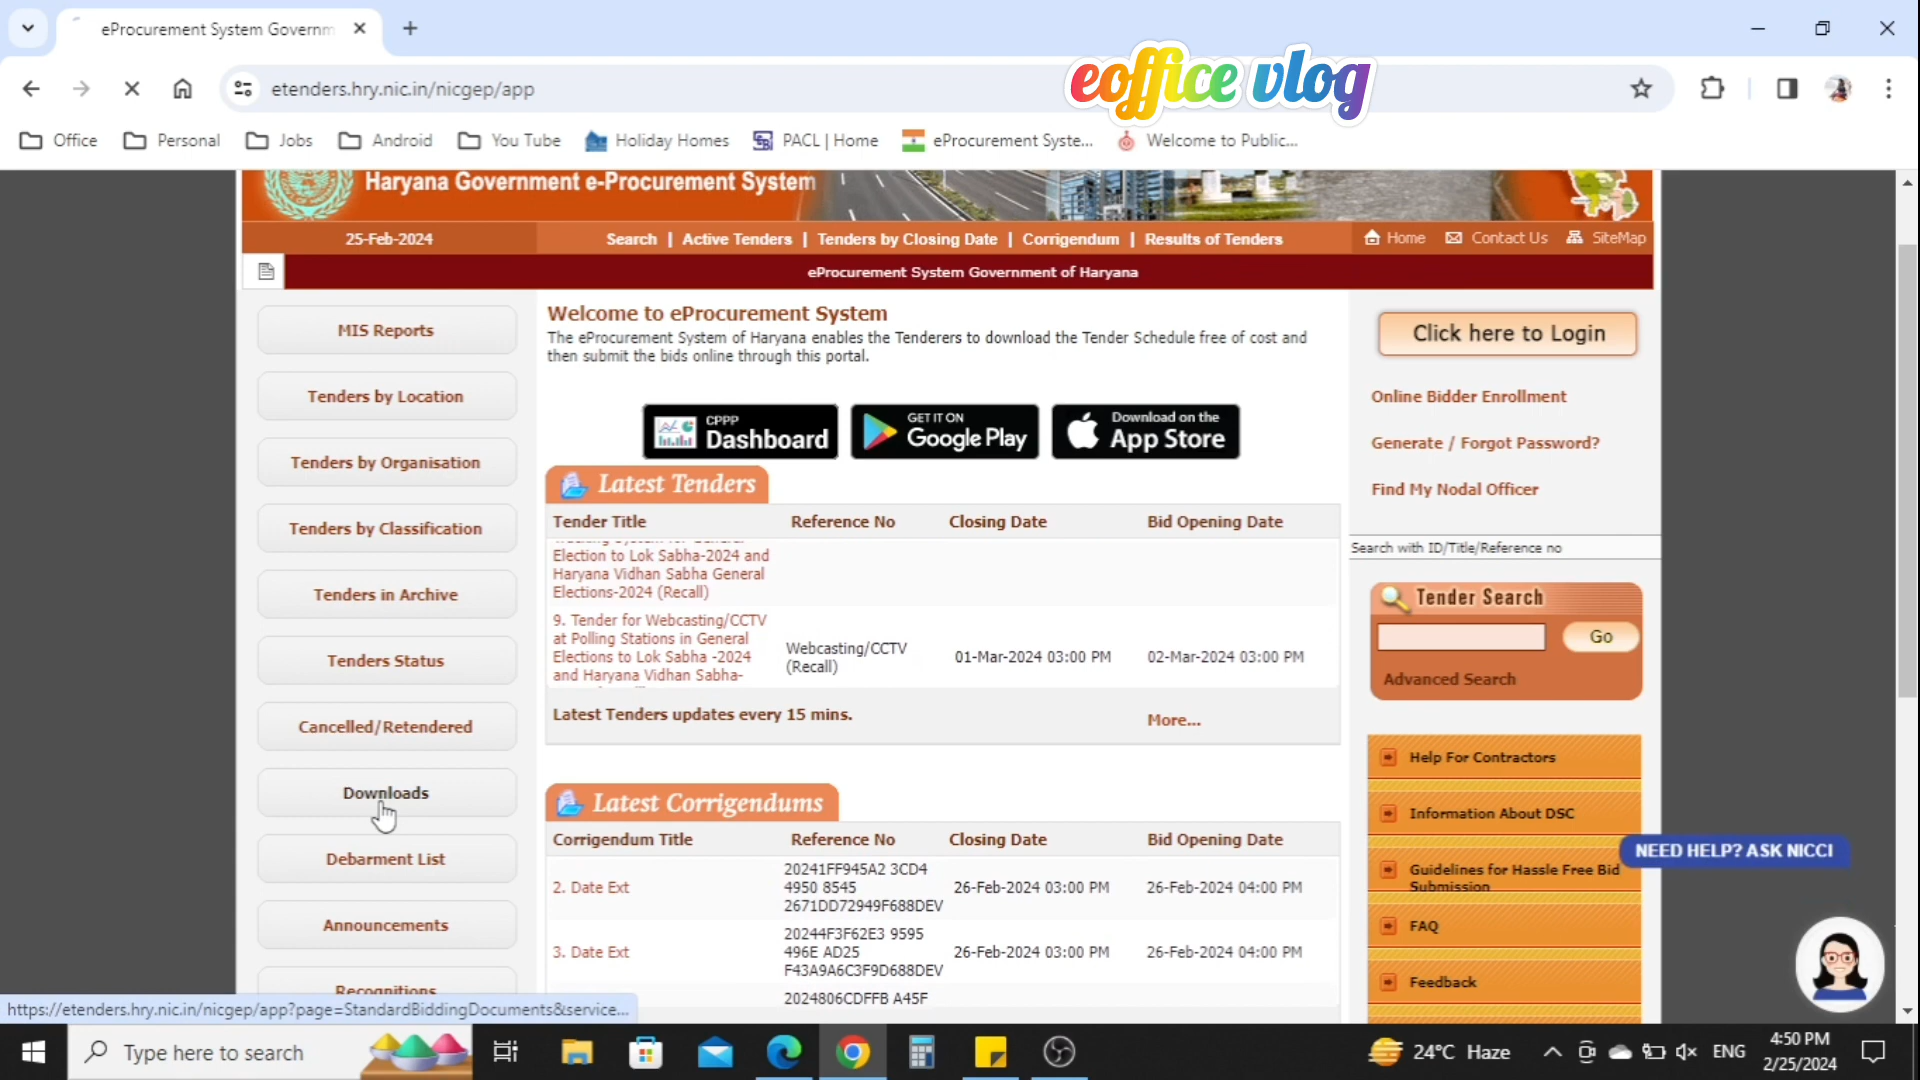 eProcurement System Governm
eoffice vlog
etenders.hry.nic.in/nicgep/app
Office
Personal
Jobs
Android
You Tube
Holiday Homes
PACL | Home
eProcurement Syste...
Welcome to Public...
Haryana Government e-Procurement System
25-Feb-2024
Search | Active Tenders | Tenders by Closing Date | Corrigendum | Results of Tenders
Home
Contact Us
SiteMap
eProcurement System Government of Haryana
MIS Reports
Tenders by Location
Tenders by Organisation
Tenders by Classification
Tenders in Archive
Tenders Status
Cancelled/Retendered
Downloads
Debarment List
Announcements
Recognitions
Welcome to eProcurement System
The eProcurement System of Haryana enables the Tenderers to download the Tender Schedule free of cost and
then submit the bids online through this portal.
CPPP
Dashboard
GET IT ON
Google Play
Download on the
App Store
Latest Tenders
Tender Title Reference No Closing Date Bid Opening Date
System for General
Election to Lok Sabha-2024 and
Haryana Vidhan Sabha General
Elections-2024 (Recall)
9. Tender for Webcasting/CCTV
at Polling Stations in General
Elections to Lok Sabha -2024
and Haryana Vidhan Sabha-
Webcasting/CCTV
(Recall)
01-Mar-2024 03:00 PM
02-Mar-2024 03:00 PM
Latest Tenders updates every 15 mins.
More...
Latest Corrigendums
Corrigendum Title Reference No Closing Date Bid Opening Date
2. Date Ext
20241FF945A2 3CD4
4950 8545
2671DD72949F688DEV
26-Feb-2024 03:00 PM
26-Feb-2024 04:00 PM
3. Date Ext
20244F3F62E3 9595
496E AD25
F43A9A6C3F9D688DEV
26-Feb-2024 03:00 PM
26-Feb-2024 04:00 PM
2024806CDFFB A45F
Click here to Login
Online Bidder Enrollment
Generate / Forgot Password?
Find My Nodal Officer
Search with ID/Title/Reference no
Tender Search
Go
Advanced Search
Help For Contractors
Information About DSC
Guidelines for Hassle Free Bid
Submission
FAQ
Feedback
NEED HELP? ASK NICCI
https://etenders.hry.nic.in/nicgep/app?page=StandardBiddingDocuments&service...
Type here to search
24°C Haze
ENG
4:50 PM
2/25/2024